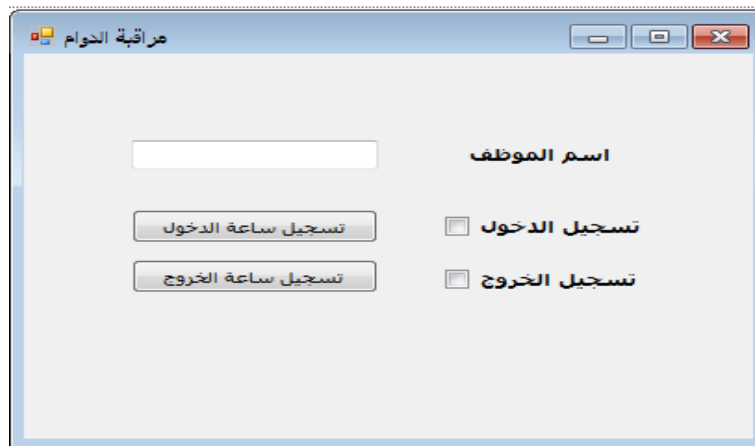 مراقبة الدوام
اسم الموظف
تسجيل الدخول
تسجيل ساعة الدخول
تسجيل الخروج
تسجيل ساعة الخروج